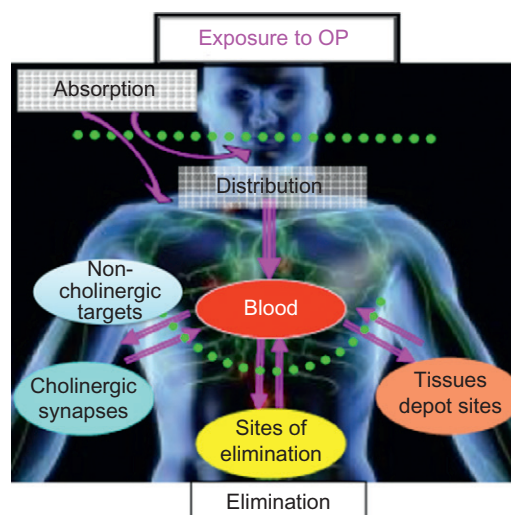 Exposure to OP
Absorption
Distribution
Non-
cholinergic
targets
Blood
Cholinergic
synapses
Tissues
depot sites
Sites of
elimination
Elimination